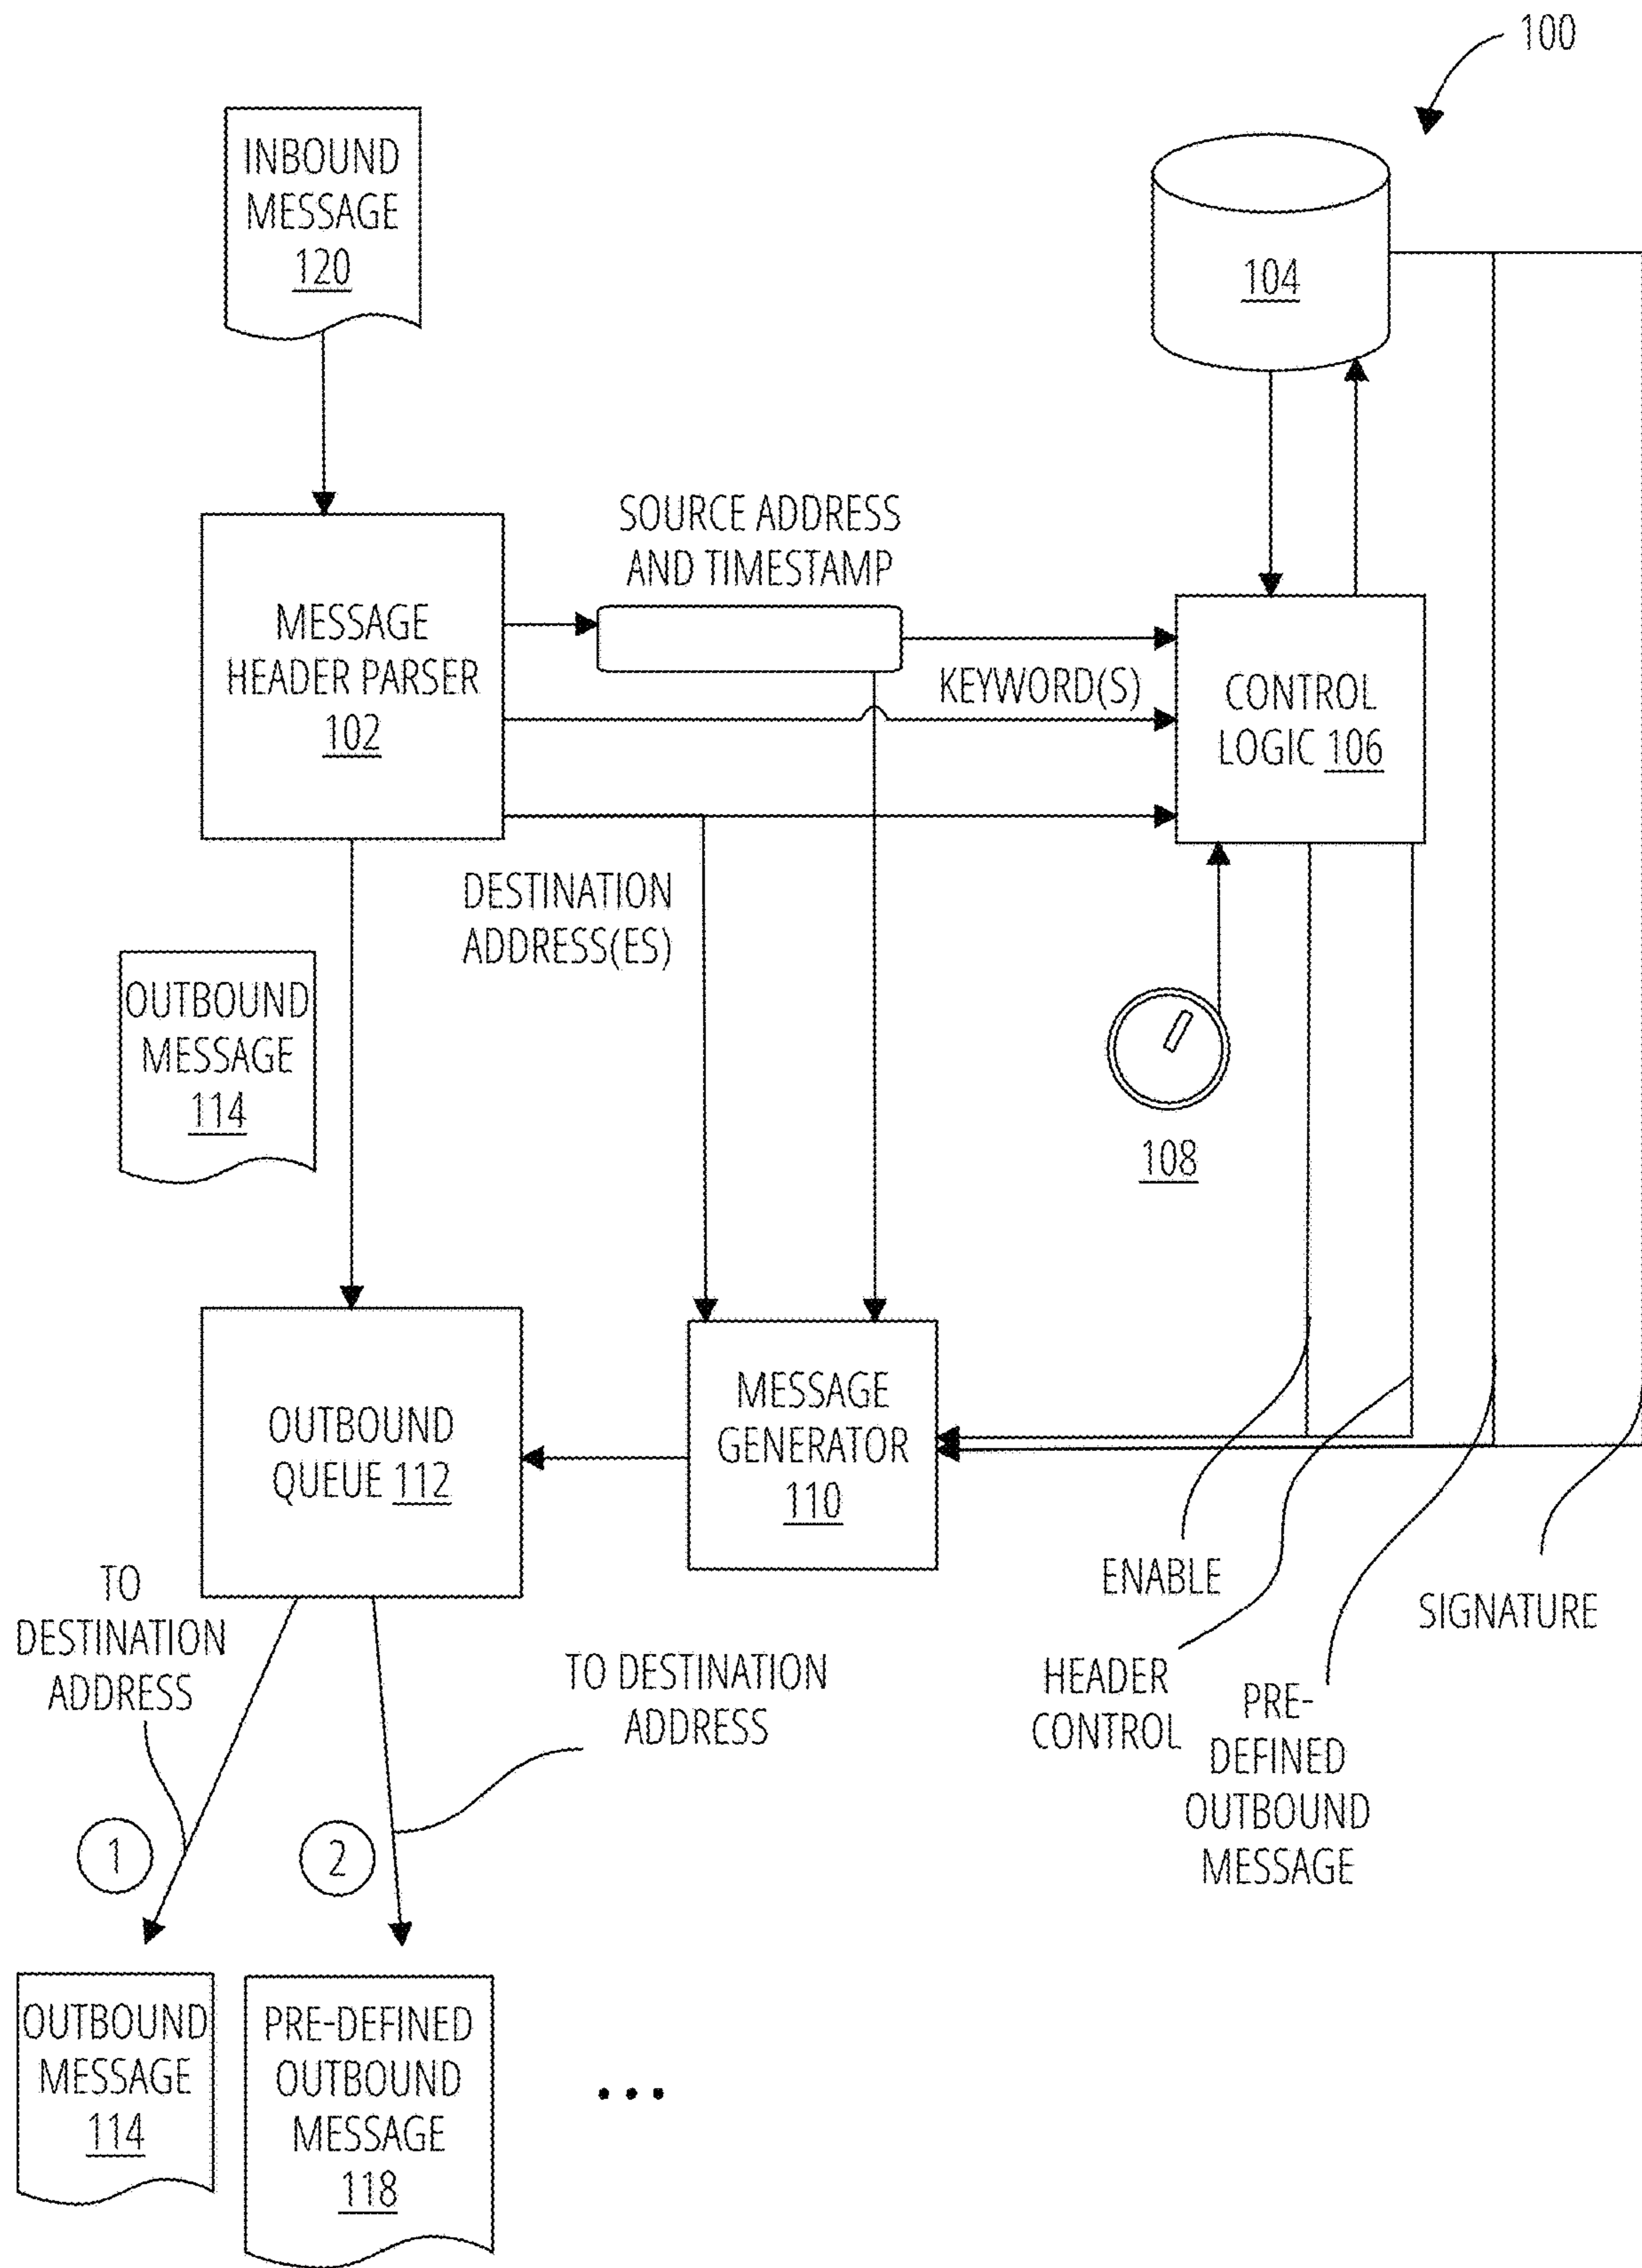 100
INBOUND
MESSAGE
120
104
SOURCE ADDRESS
AND TIMESTAMP
MESSAGE
HEADER PARSER
102
KEYWORD(S)
CONTROL
LOGIC 106
DESTINATION
ADDRESS(ES)
OUTBOUND
MESSAGE
114
108
MESSAGE
GENERATOR
110
OUTBOUND
QUEUE 112
ENABLE
SIGNATURE
HEADER
CONTROL
PRE-
DEFINED
OUTBOUND
MESSAGE
TO
DESTINATION
ADDRESS
TO DESTINATION
ADDRESS
1
2
OUTBOUND
MESSAGE
114
PRE-DEFINED
OUTBOUND
MESSAGE
118
...